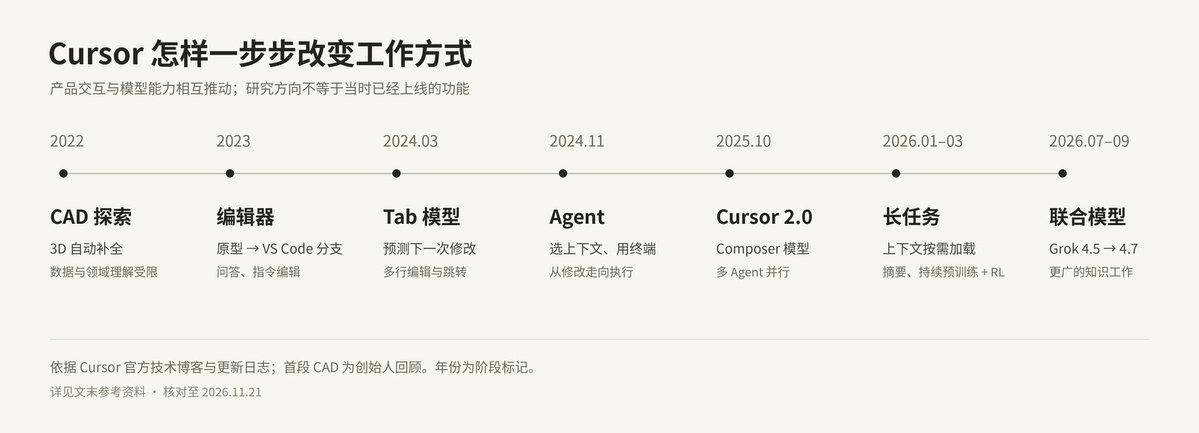 Cursor 怎样一步步改变工作方式
产品交互与模型能力相互推动；研究方向不等于当时已经上线的功能
2022
2023
2024.03
2024.11
2025.10
2026.01–03
2026.07–09
CAD 探索
编辑器
Tab 模型
Agent
Cursor 2.0
长任务
联合模型
3D 自动补全
原型 → VS Code 分支
预测下一次修改
选上下文、用终端
Composer 模型
上下文按需加载
Grok 4.5 → 4.7
数据与领域理解受限
问答、指令编辑
多行编辑与跳转
从修改走向执行
多 Agent 并行
摘要、持续预训练 + RL
更广的知识工作
依据 Cursor 官方技术博客与更新日志；首段 CAD 为创始人回顾。年份为阶段标记。
详见文末参考资料 · 核对至 2026.11.21